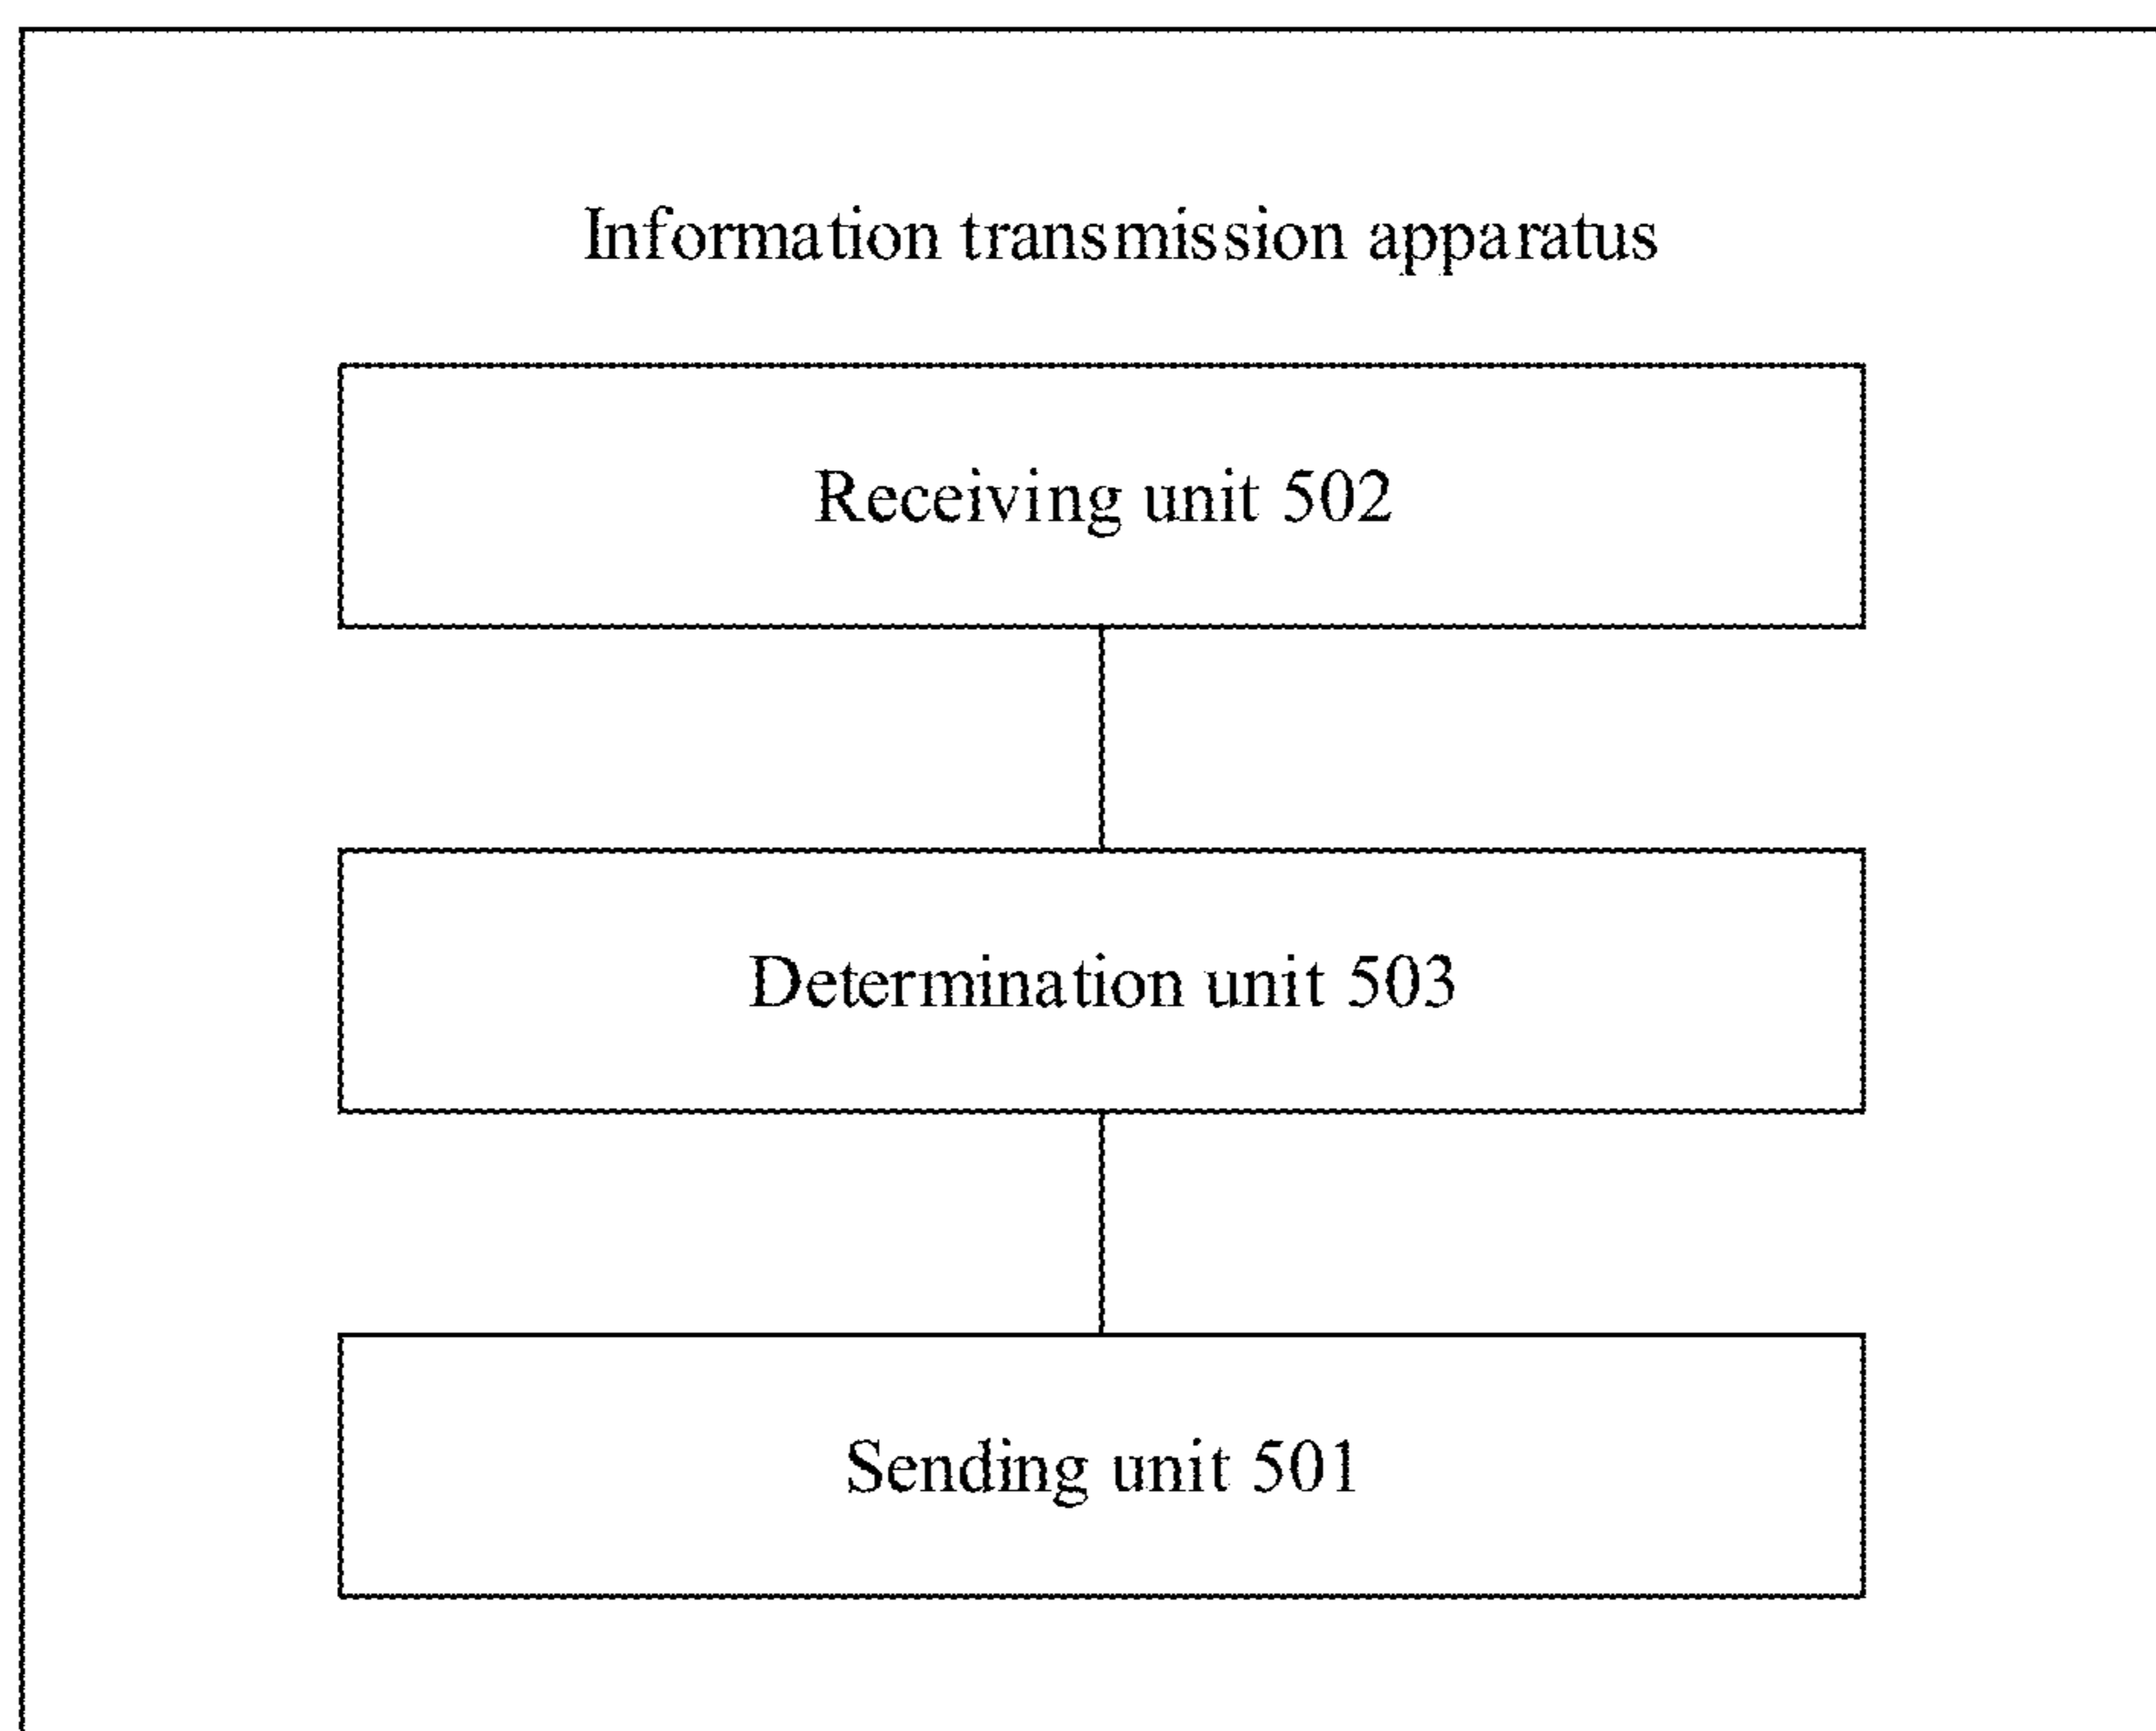 Information transmission apparatus
Receiving unit 502
Determination unit 503
Sending unit 501